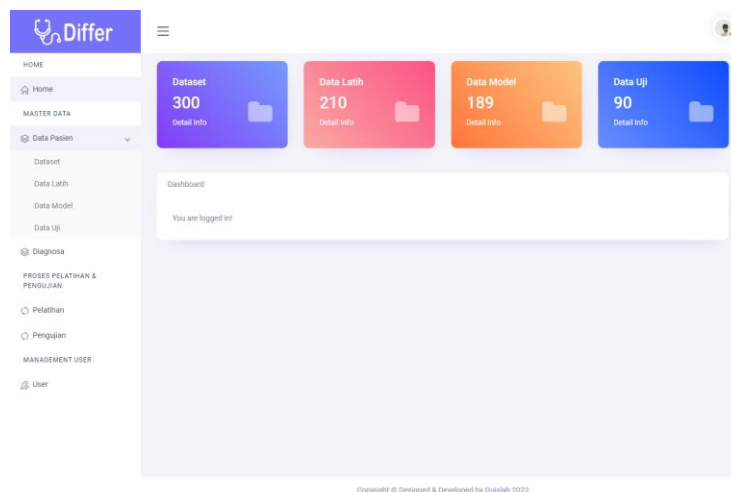 Differ
HOME
Home
MASTER DATA
Data Pasien
Dataset
Data Latih
Data Model
Data Uji
Diagnosa
PROSES PELATIHAN &
PENGUJIAN
Pelatihan
Pengujian
MANAGEMENT USER
User
Dataset
300
Detail Info
Data Latih
210
Detail Info
Data Model
189
Detail Info
Data Uji
90
Detail Info
Dashboard
You are logged in!
Copyright © Designed & Developed by Quixlab 2022